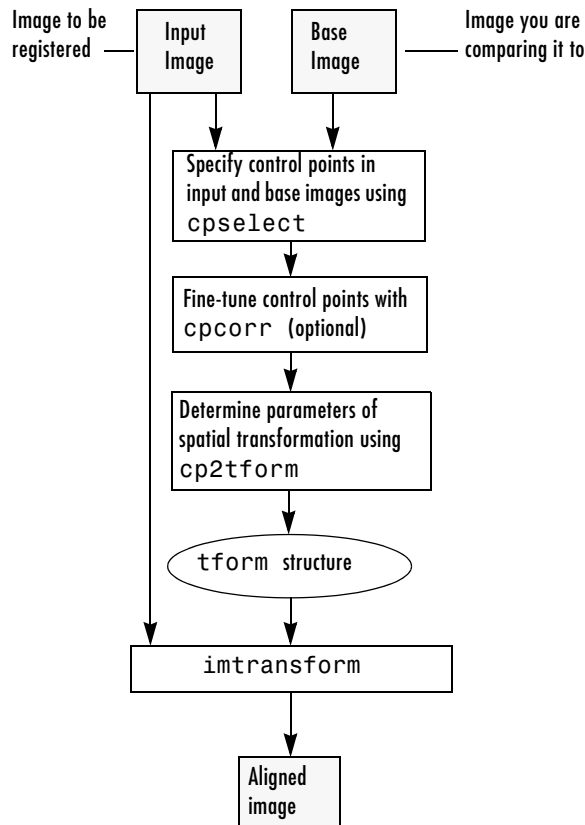 Image to be
registered
Input
Image
Base
Image
Image you are
comparing it to
Specify control points in
input and base images using
cpselect
Fine-tune control points with
cpcorr (optional)
Determine parameters of
spatial transformation using
cp2tform
tform structure
imtransform
Aligned
image